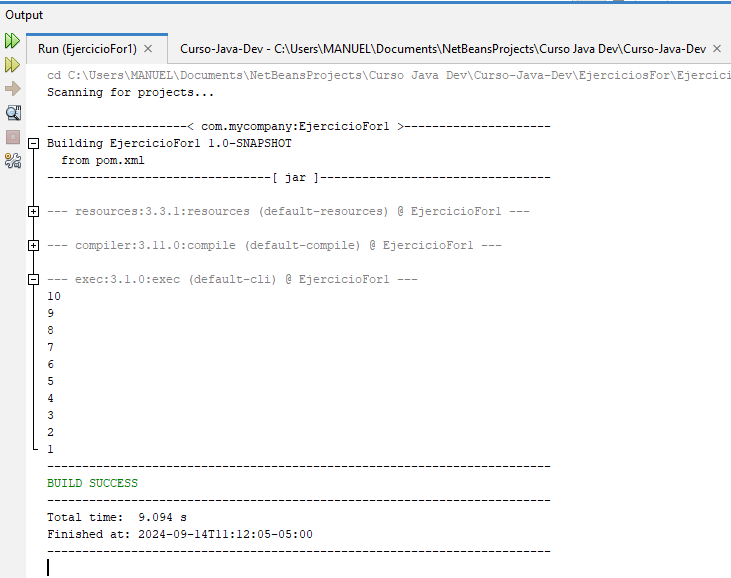 Output
Run (EjercicioFor1) × Curso-Java-Dev - C:\Users\MANUEL\Documents\NetBeansProjects\Curso Java Dev\Curso-Java-Dev ×
cd C:\Users\MANUEL\Documents\NetBeansProjects\Curso Java Dev\Curso-Java-Dev\EjerciciosFor\Ejercici
Scanning for projects...
--------------------< com.mycompany:EjercicioFor1 >---------------------
Building EjercicioFor1 1.0-SNAPSHOT
from pom.xml
--------------------------------[ jar ]---------------------------------
--- resources:3.3.1:resources (default-resources) @ EjercicioFor1 ---
--- compiler:3.11.0:compile (default-compile) @ EjercicioFor1 ---
--- exec:3.1.0:exec (default-cli) @ EjercicioFor1 ---
10
9
8
7
6
5
4
3
2
1
------------------------------------------------------------------------
BUILD SUCCESS
------------------------------------------------------------------------
Total time:  9.094 s
Finished at: 2024-09-14T11:12:05-05:00
------------------------------------------------------------------------